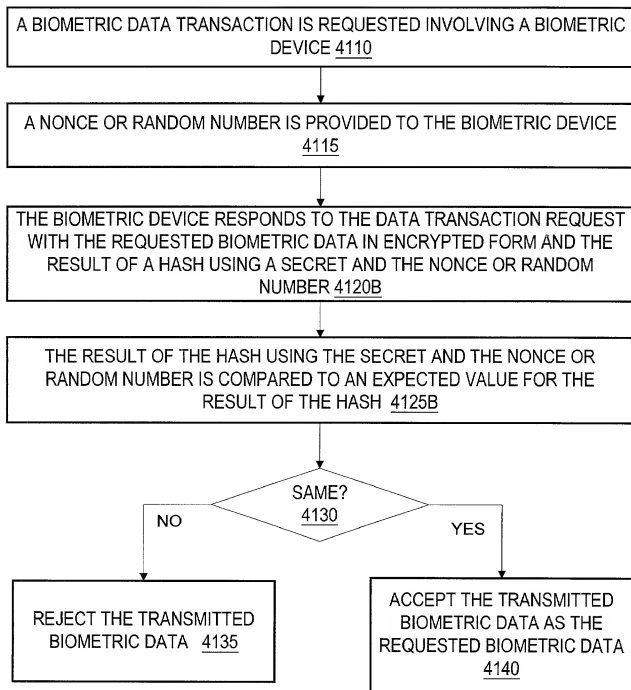 A BIOMETRIC DATA TRANSACTION IS REQUESTED INVOLVING A BIOMETRIC
DEVICE 4110
A NONCE OR RANDOM NUMBER IS PROVIDED TO THE BIOMETRIC DEVICE
4115
THE BIOMETRIC DEVICE RESPONDS TO THE DATA TRANSACTION REQUEST
WITH THE REQUESTED BIOMETRIC DATA IN ENCRYPTED FORM AND THE
RESULT OF A HASH USING A SECRET AND THE NONCE OR RANDOM
NUMBER 4120B
THE RESULT OF THE HASH USING THE SECRET AND THE NONCE OR
RANDOM NUMBER IS COMPARED TO AN EXPECTED VALUE FOR THE
RESULT OF THE HASH 4125B
SAME?
4130
NO
YES
REJECT THE TRANSMITTED
BIOMETRIC DATA 4135
ACCEPT THE TRANSMITTED
BIOMETRIC DATA AS THE
REQUESTED BIOMETRIC DATA
4140